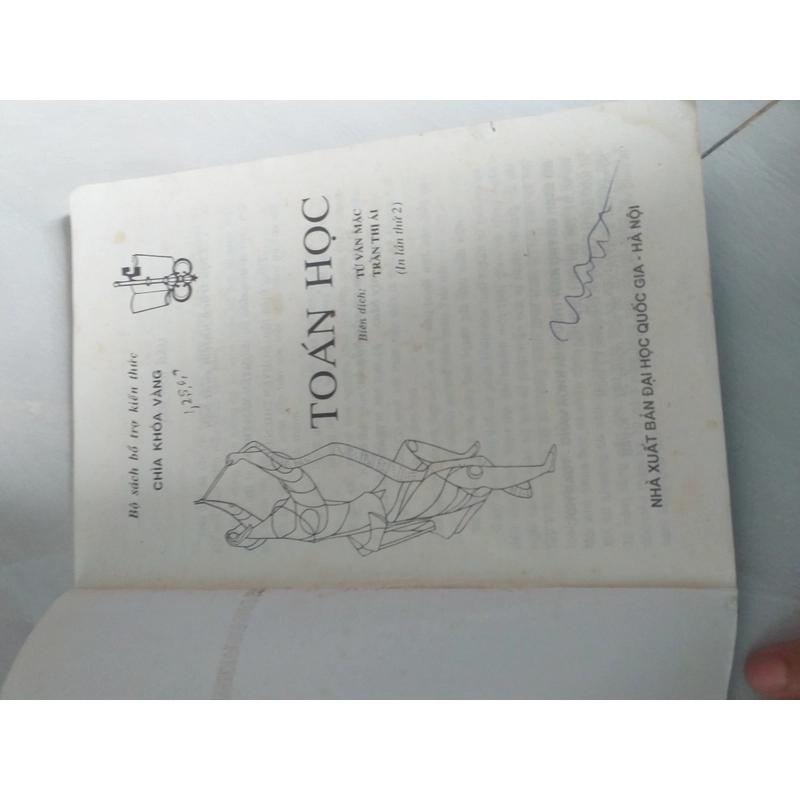 Bộ sách bổ trợ kiến thức
CHÌA KHÓA VÀNG
TOÁN HỌC
Biên dịch: TỪ VĂN MẶC
TRẦN THỊ ÁI
(In lần thứ 2)
NHÀ XUẤT BẢN ĐẠI HỌC QUỐC GIA - HÀ NỘI